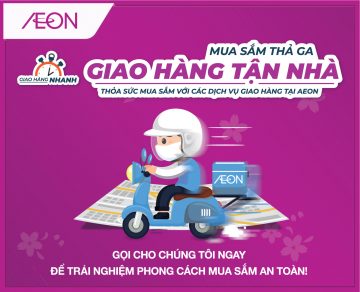 ÆON
MUA SẮM THẢ GA
GIAO HÀNG NHANH
GIAO HÀNG TẬN NHÀ
THỎA SỨC MUA SẮM VỚI CÁC DỊCH VỤ GIAO HÀNG TẠI AEON
ÆON
GỌI CHO CHÚNG TÔI NGAY
ĐỂ TRẢI NGHIỆM PHONG CÁCH MUA SẮM AN TOÀN!